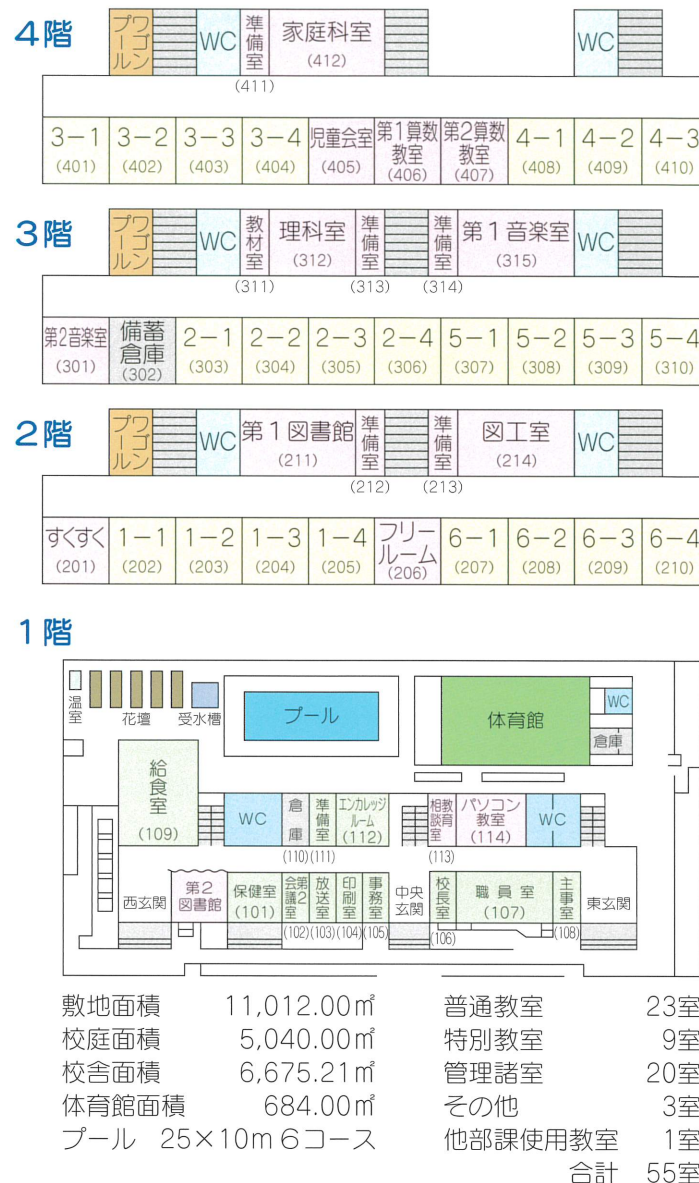 4階
ワゴン
プール
WC
準備室
家庭科室
(412)
WC
(411)
3−1 3−2 3−3 3−4 児童会室 第1算数教室 第2算数教室 4−1 4−2 4−3
(401) (402) (403) (404) (405) (406) (407) (408) (409) (410)
3階
ワゴン
プール
WC
教材室
理科室
(312)
準備室
準備室
第1音楽室
(315)
WC
(311) (313) (314)
第2音楽室 備蓄倉庫 2−1 2−2 2−3 2−4 5−1 5−2 5−3 5−4
(301) (302) (303) (304) (305) (306) (307) (308) (309) (310)
2階
ワゴン
プール
WC
第1図書館
(211)
準備室
準備室
図工室
(214)
WC
(212) (213)
すくすく 1−1 1−2 1−3 1−4 フリールーム 6−1 6−2 6−3 6−4
(201) (202) (203) (204) (205) (206) (207) (208) (209) (210)
1階
温室
花壇
受水槽
プール
体育館
WC
倉庫
給食室
(109)
WC
倉庫
準備室
エンカレッジ
ルーム
(112)
教育
相談室
パソコン
教室
(114)
WC
(110) (111) (113)
西玄関
第2
図書館
保健室
(101)
第2
会議室
放送室
印刷室
事務室
中央
玄関
校長室
職員室
(107)
主事室
東玄関
(102) (103) (104) (105) (106) (108)
敷地面積 11,012.00㎡
校庭面積 5,040.00㎡
校舎面積 6,675.21㎡
体育館面積 684.00㎡
プール 25×10m 6コース
普通教室 23室
特別教室 9室
管理諸室 20室
その他 3室
他部課使用教室 1室
合計 55室